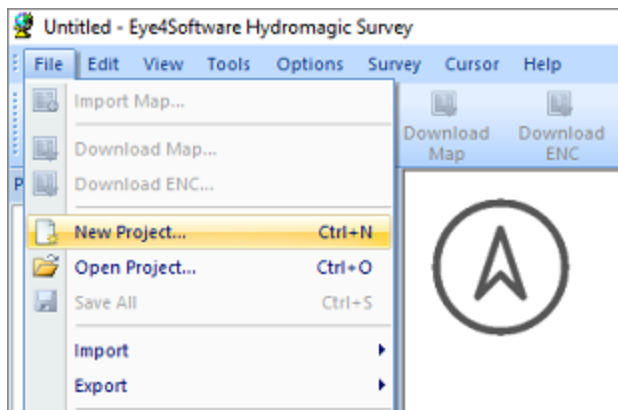 Untitled - Eye4Software Hydromagic Survey
File Edit View Tools Options Survey Cursor Help
Import Map...
Download Map...
Download ENC...
New Project... Ctrl+N
Open Project... Ctrl+O
Save All Ctrl+S
Import
Export
Download Map
Download ENC
P